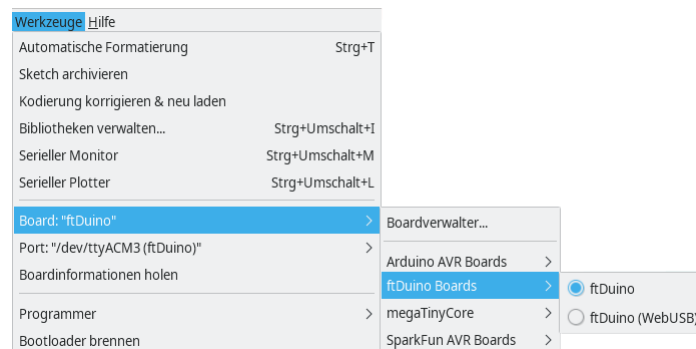 Werkzeuge Hilfe
Automatische Formatierung Strg+T
Sketch archivieren
Kodierung korrigieren & neu laden
Bibliotheken verwalten... Strg+Umschalt+I
Serieller Monitor Strg+Umschalt+M
Serieller Plotter Strg+Umschalt+L
Board: "ftDuino"
Port: "/dev/ttyACM3 (ftDuino)"
Boardinformationen holen
Programmer
Bootloader brennen
Boardverwalter...
Arduino AVR Boards
ftDuino Boards
megaTinyCore
SparkFun AVR Boards
ftDuino
ftDuino (WebUSB)